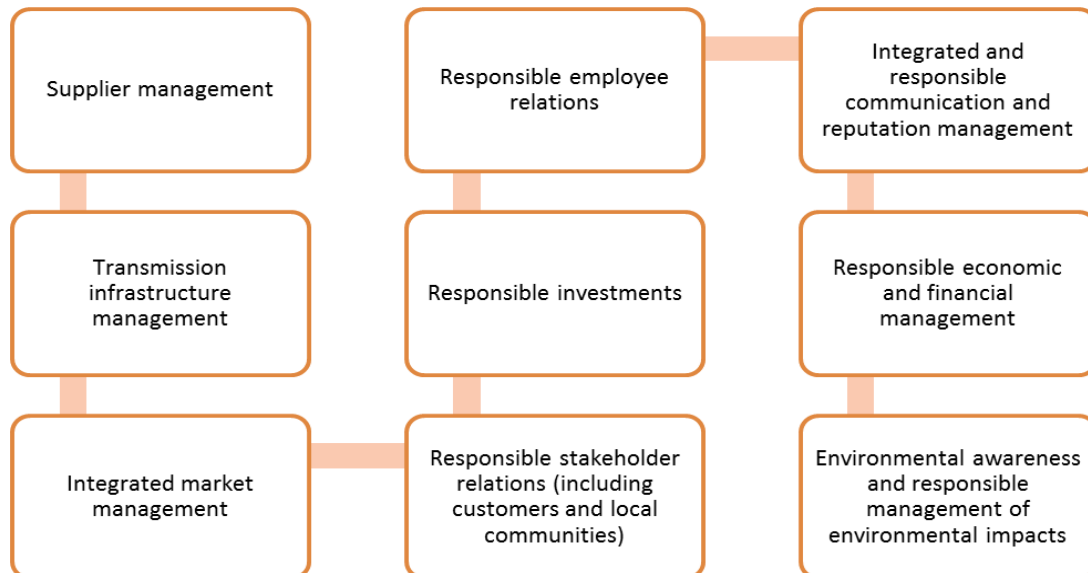 Supplier management
Transmission
infrastructure
management
Integrated market
management
Responsible stakeholder
relations (including
customers and local
communities)
Responsible investments
Responsible employee
relations
Integrated and
responsible
communication and
reputation management
Responsible economic
and financial
management
Environmental awareness
and responsible
management of
environmental impacts